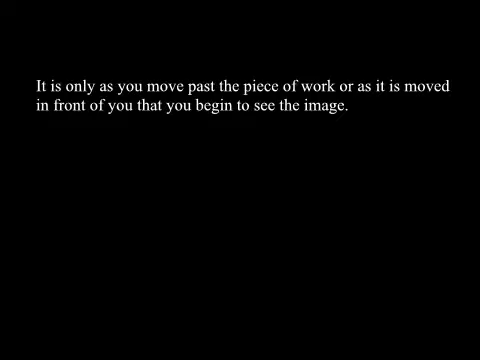 It is only as you move past the piece of work or as it is moved
in front of you that you begin to see the image.